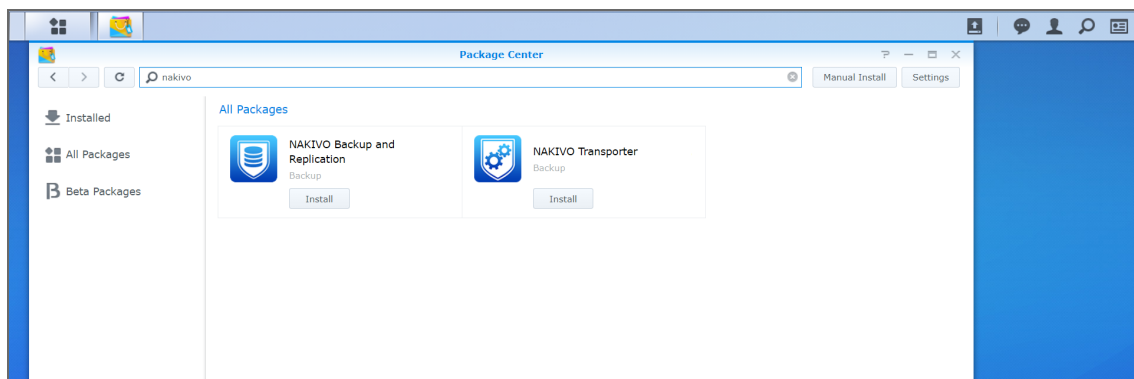 Package Center
nakivo
Manual Install
Settings
Installed
All Packages
Beta Packages
All Packages
NAKIVO Backup and
Replication
Backup
Install
NAKIVO Transporter
Backup
Install